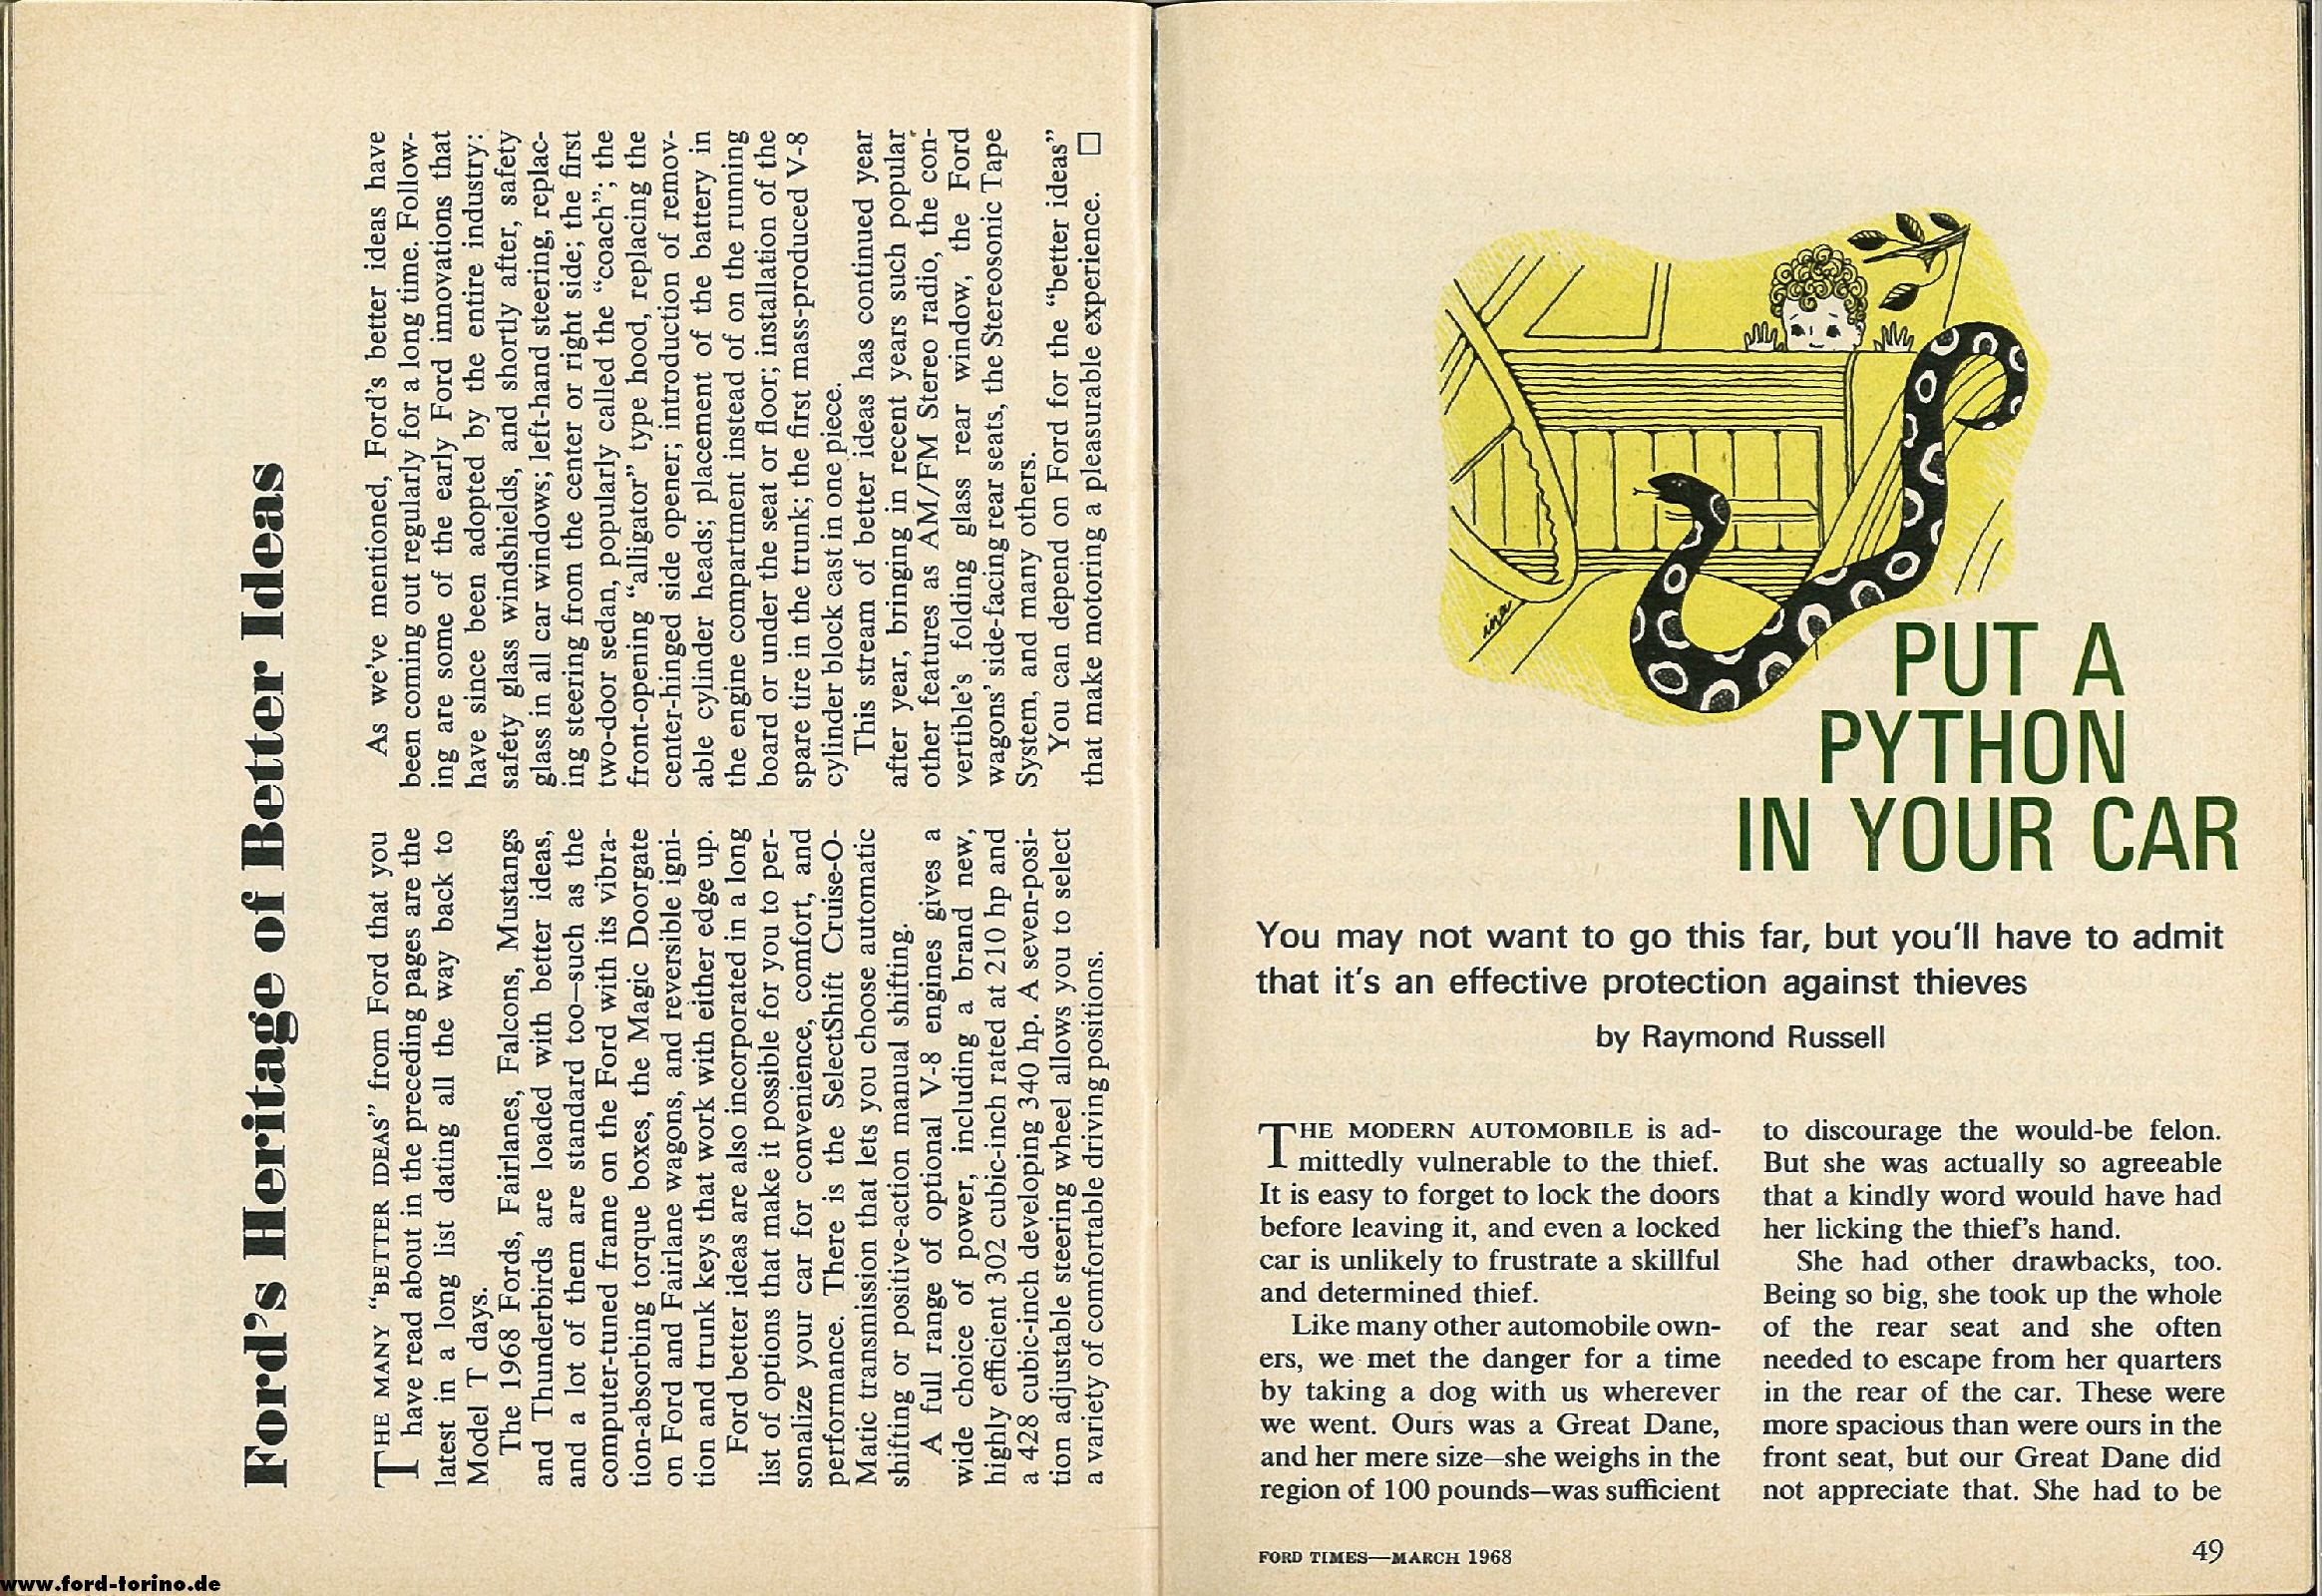 Ford's Heritage of Better Ideas
THE MANY "BETTER IDEAS" from Ford that you
have read about in the preceding pages are the
latest in a long list dating all the way back to
Model T days.
The 1968 Fords, Fairlanes, Falcons, Mustangs
and Thunderbirds are loaded with better ideas,
and a lot of them are standard too—such as the
computer-tuned frame on the Ford with its vibra-
tion-absorbing torque boxes, the Magic Doorgate
on Ford and Fairlane wagons, and reversible igni-
tion and trunk keys that work with either edge up.
Ford better ideas are also incorporated in a long
list of options that make it possible for you to per-
sonalize your car for convenience, comfort, and
performance. There is the SelectShift Cruise-O-
Matic transmission that lets you choose automatic
shifting or positive-action manual shifting.
A full range of optional V-8 engines gives a
wide choice of power, including a brand new,
highly efficient 302 cubic-inch rated at 210 hp and
a 428 cubic-inch developing 340 hp. A seven-posi-
tion adjustable steering wheel allows you to select
a variety of comfortable driving positions.
As we've mentioned, Ford's better ideas have
been coming out regularly for a long time. Follow-
ing are some of the early Ford innovations that
have since been adopted by the entire industry:
safety glass windshields, and shortly after, safety
glass in all car windows; left-hand steering, replac-
ing steering from the center or right side; the first
two-door sedan, popularly called the "coach"; the
front-opening "alligator" type hood, replacing the
center-hinged side opener; introduction of remov-
able cylinder heads; placement of the battery in
the engine compartment instead of on the running
board or under the seat or floor; installation of the
spare tire in the trunk; the first mass-produced V-8
cylinder block cast in one piece.
This stream of better ideas has continued year
after year, bringing in recent years such popular
other features as AM/FM Stereo radio, the con-
vertible's folding glass rear window, the Ford
wagons' side-facing rear seats, the Stereosonic Tape
System, and many others.
You can depend on Ford for the "better ideas"
that make motoring a pleasurable experience. □
ina
PUT A
PYTHON
IN YOUR CAR
You may not want to go this far, but you'll have to admit
that it's an effective protection against thieves
by Raymond Russell
THE MODERN AUTOMOBILE is ad-
mittedly vulnerable to the thief.
It is easy to forget to lock the doors
before leaving it, and even a locked
car is unlikely to frustrate a skillful
and determined thief.
Like many other automobile own-
ers, we met the danger for a time
by taking a dog with us wherever
we went. Ours was a Great Dane,
and her mere size—she weighs in the
region of 100 pounds—was sufficient
to discourage the would-be felon.
But she was actually so agreeable
that a kindly word would have had
her licking the thief's hand.
She had other drawbacks, too.
Being so big, she took up the whole
of the rear seat and she often
needed to escape from her quarters
in the rear of the car. These were
more spacious than were ours in the
front seat, but our Great Dane did
not appreciate that. She had to be
FORD TIMES—MARCH 1968
49
www.ford-torino.de